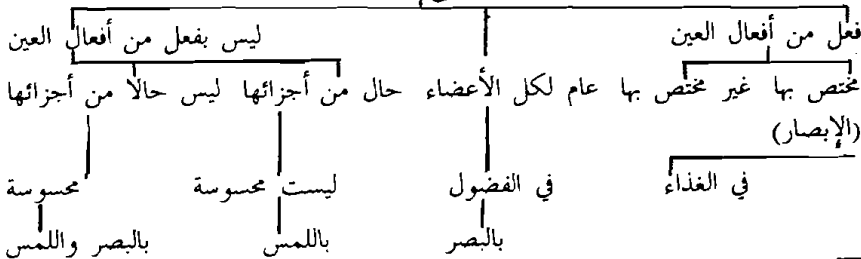 فعل من أفعال العين ليس بفعل من أفعال العين
مختص بها غير مختص بها عام لكل الأعضاء حال من أجزائها ليس حالا من أجزائها
(الإبصار)
في الغذاء في الفضول ليست محسوسة محسوسة
بالبصر باللمس بالبصر واللمس